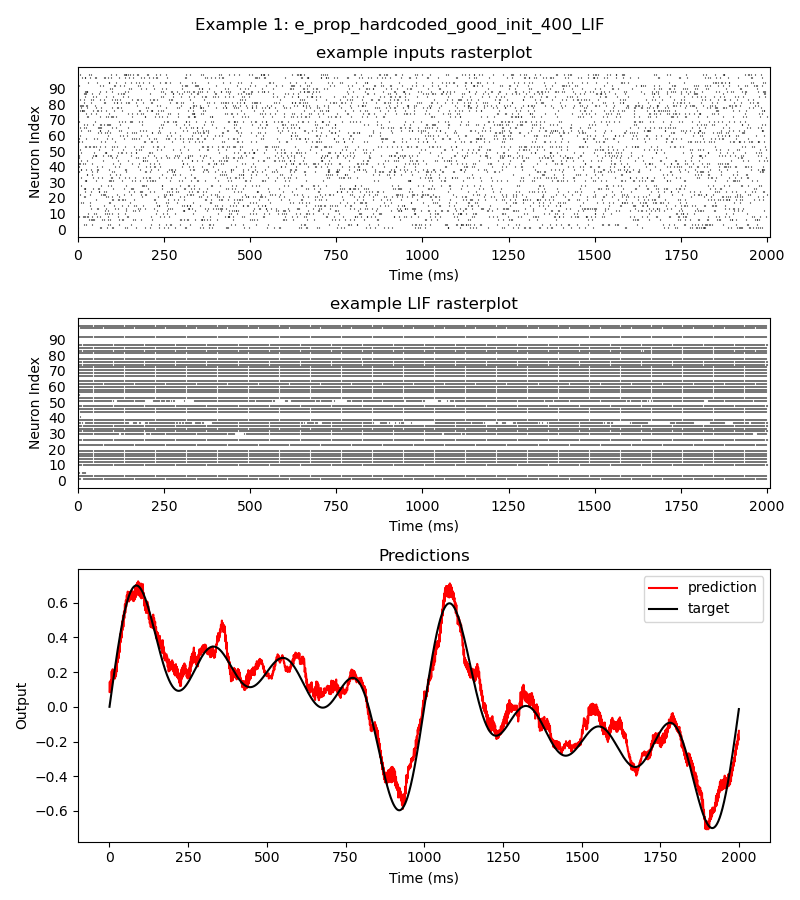 Example 1: e_prop_hardcoded_good_init_400_LIF
example inputs rasterplot
Neuron Index
90
80
70
60
50
40
30
20
10
0
0 250 500 750 1000 1250 1500 1750 2000
Time (ms)
example LIF rasterplot
Neuron Index
90
80
70
60
50
40
30
20
10
0
0 250 500 750 1000 1250 1500 1750 2000
Time (ms)
Predictions
prediction
target
Output
0.6
0.4
0.2
0.0
−0.2
−0.4
−0.6
0 250 500 750 1000 1250 1500 1750 2000
Time (ms)